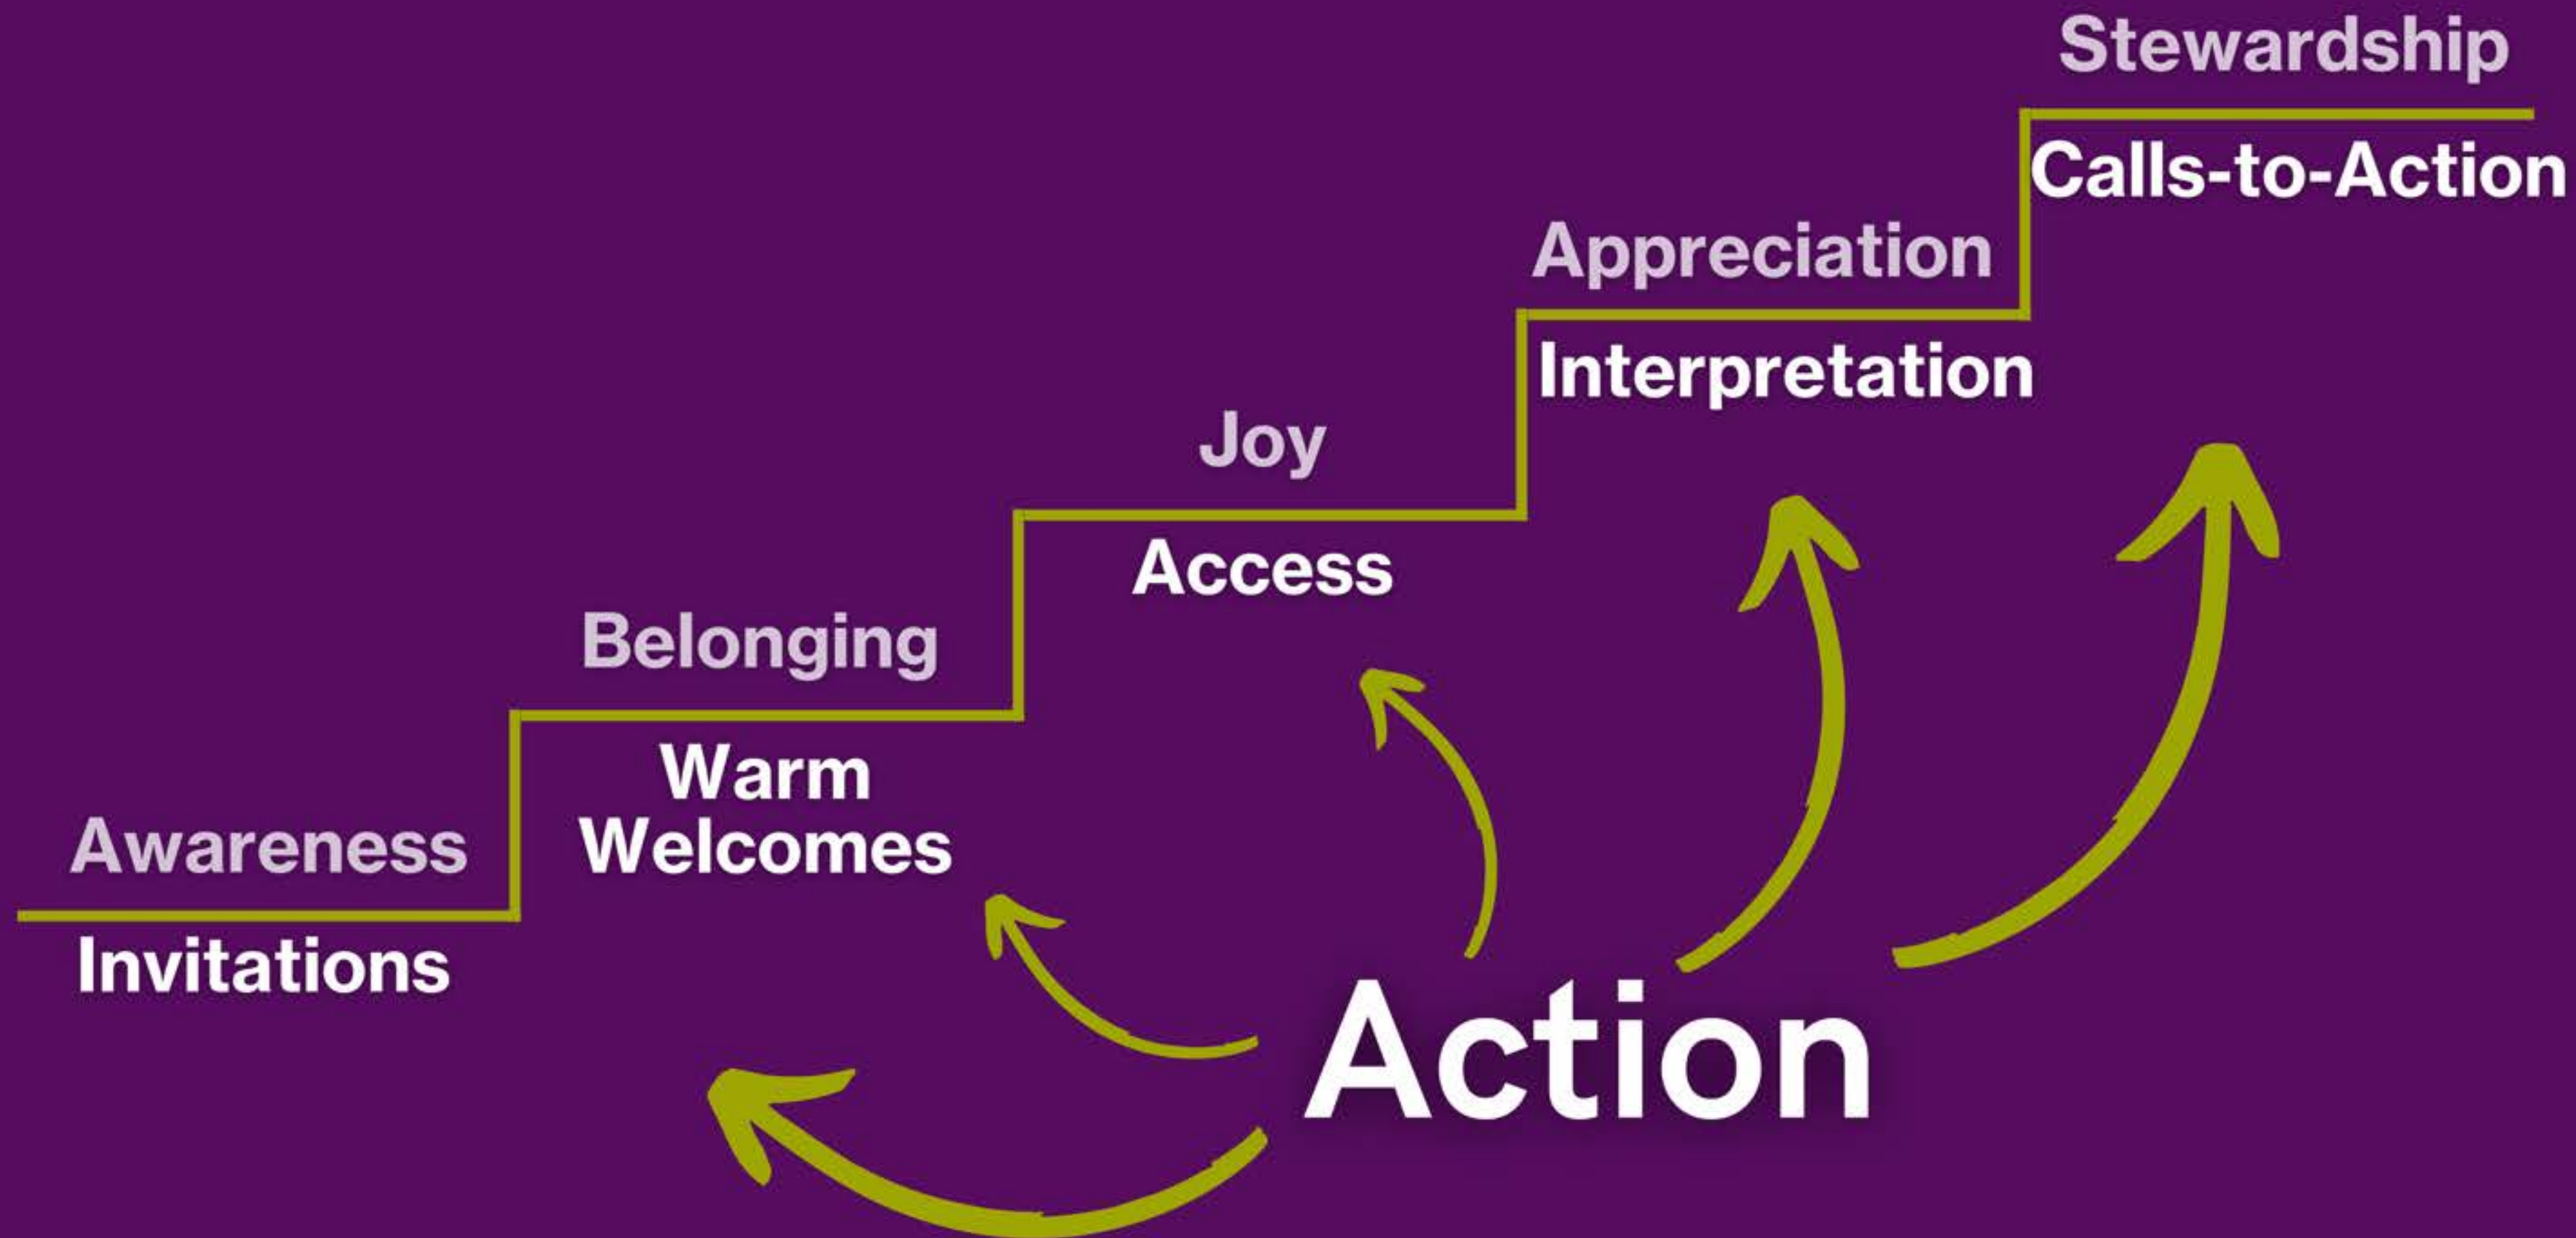 Stewardship
Calls-to-Action
Appreciation
Interpretation
Joy
Access
Belonging
Warm
Welcomes
Awareness
Invitations
Action